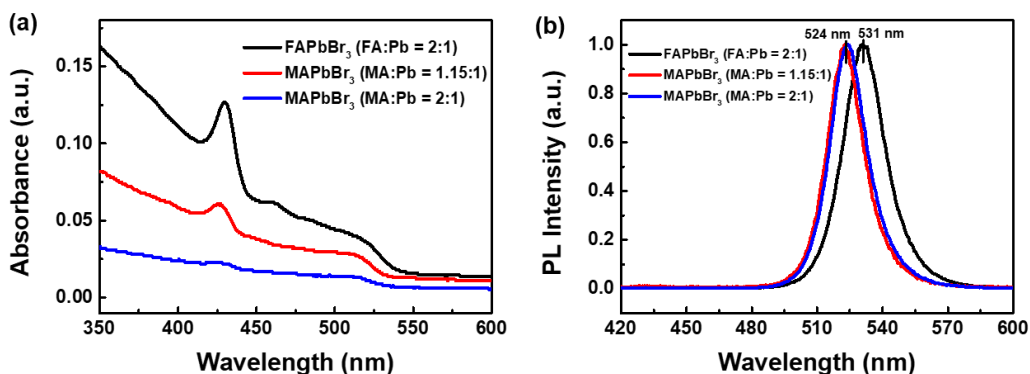 (a)
FAPbBr₃ (FA:Pb = 2:1)
MAPbBr₃ (MA:Pb = 1.15:1)
MAPbBr₃ (MA:Pb = 2:1)
0.15
0.10
0.05
0.00
Absorbance (a.u.)
350 400 450 500 550 600
Wavelength (nm)
(b)
524 nm 531 nm
FAPbBr₃ (FA:Pb = 2:1)
MAPbBr₃ (MA:Pb = 1.15:1)
MAPbBr₃ (MA:Pb = 2:1)
1.0
0.8
0.6
0.4
0.2
0.0
PL Intensity (a.u.)
420 450 480 510 540 570 600
Wavelength (nm)